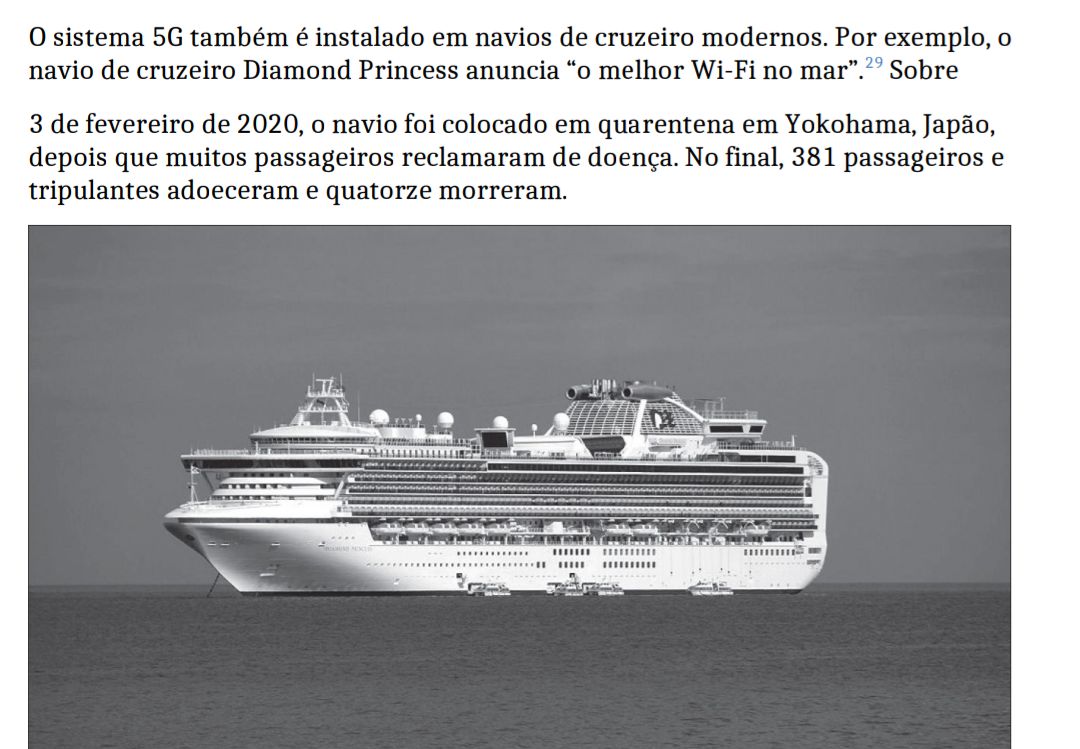 O sistema 5G também é instalado em navios de cruzeiro modernos. Por exemplo, o
navio de cruzeiro Diamond Princess anuncia “o melhor Wi-Fi no mar”.29 Sobre
3 de fevereiro de 2020, o navio foi colocado em quarentena em Yokohama, Japão,
depois que muitos passageiros reclamaram de doença. No final, 381 passageiros e
tripulantes adoeceram e quatorze morreram.
DIAMOND PRINCESS